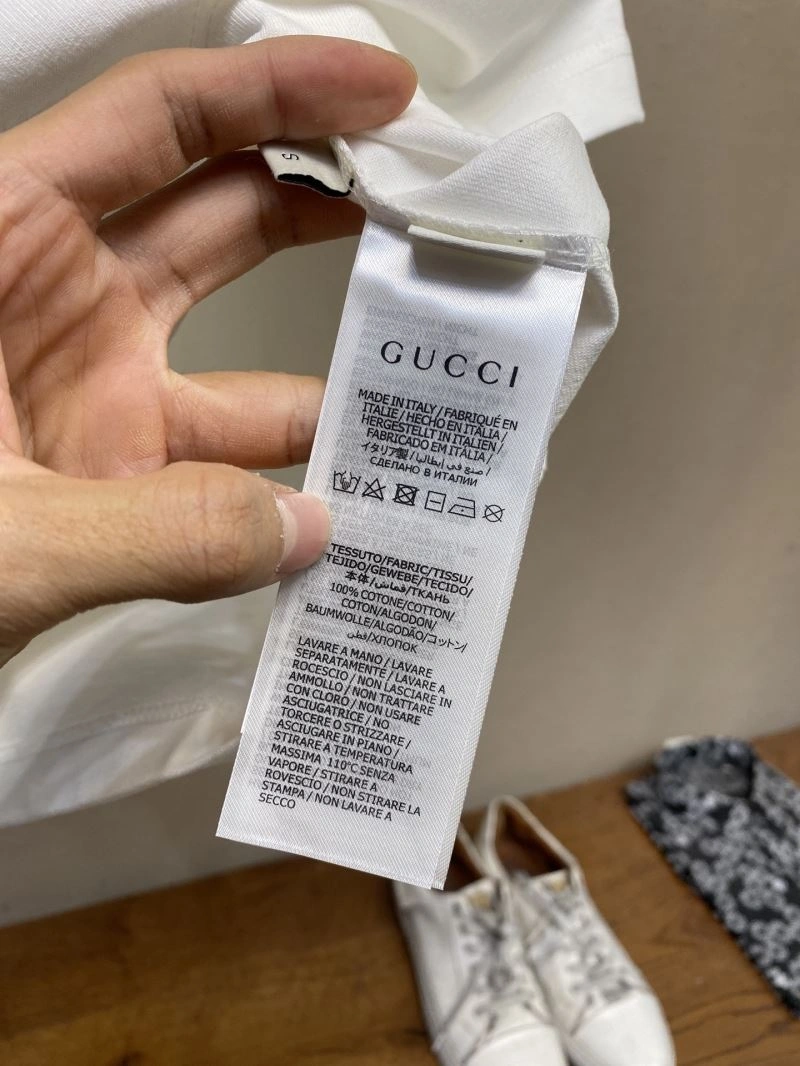 S
GUCCI
MADE IN ITALY / FABRIQUÉ EN
ITALIE / HECHO EN ITALIA /
HERGESTELLT IN ITALIEN /
FABRICADO EM ITÁLIA /
イタリア製 / صنع في إيطاليا /
СДЕЛАНО В ИТАЛИИ
TESSUTO/FABRIC/TISSU/
TEJIDO/GEWEBE/TECIDO/
本体/قماش/ТКАНЬ
100% COTONE/COTTON/
COTON/ALGODON/
BAUMWOLLE/ALGODÃO/コットン/
قطن/ХЛОПОК
LAVARE A MANO / LAVARE
SEPARATAMENTE / LAVARE A
ROCESCIO / NON LASCIARE IN
AMMOLLO / NON TRATTARE
CON CLORO / NON USARE
ASCIUGATRICE / NO
TORCERE O STRIZZARE /
ASCIUGARE IN PIANO /
STIRARE A TEMPERATURA
MASSIMA 110°C SENZA
VAPORE / STIRARE A
ROVESCIO / NON STIRARE LA
STAMPA / NON LAVARE A
SECCO